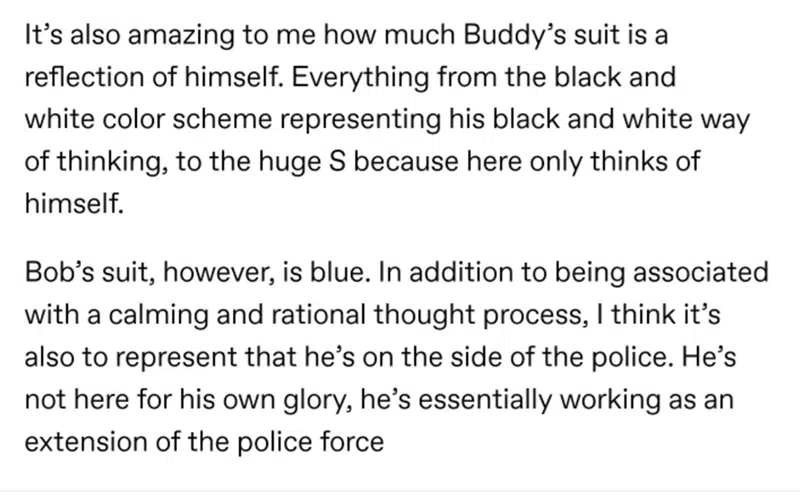 It’s also amazing to me how much Buddy’s suit is a
reflection of himself. Everything from the black and
white color scheme representing his black and white way
of thinking, to the huge S because here only thinks of
himself.
Bob’s suit, however, is blue. In addition to being associated
with a calming and rational thought process, I think it’s
also to represent that he’s on the side of the police. He’s
not here for his own glory, he’s essentially working as an
extension of the police force